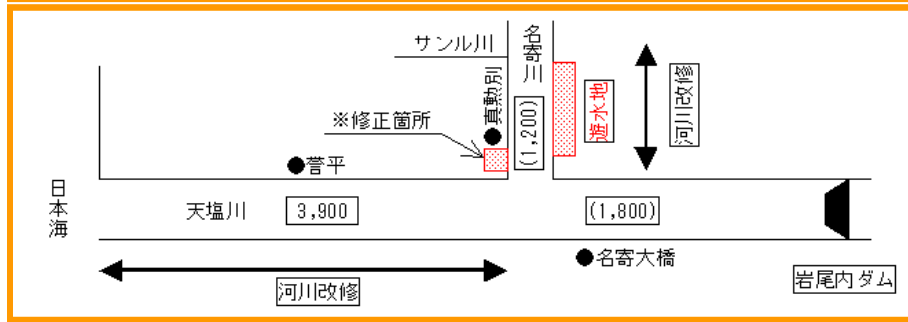 サンル川
名寄川
真勲別
(1,200)
遊水地
河川改修
※修正箇所
●誉平
日本海
天塩川
3,900
(1,800)
●名寄大橋
河川改修
岩尾内ダム